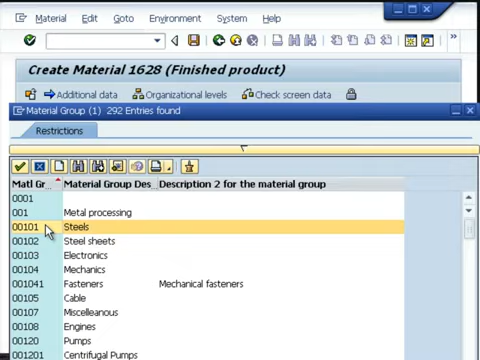 Material Edit Goto Environment System Help
Create Material 1628 (Finished product)
Additional data Organizational levels Check screen data
Material Group (1) 292 Entries found
Restrictions
Matl Gr... Material Group Des... Description 2 for the material group
0001
001 Metal processing
00101 Steels
00102 Steel sheets
00103 Electronics
00104 Mechanics
001041 Fasteners Mechanical fasteners
00105 Cable
00107 Miscelleanous
00108 Engines
00120 Pumps
001201 Centrifugal Pumps